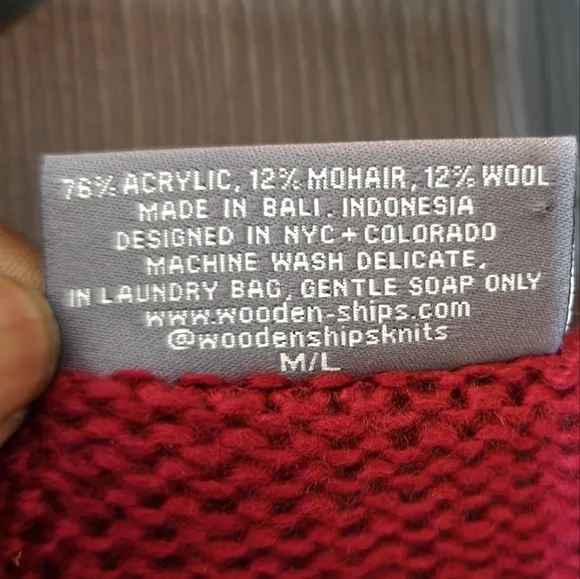 76% ACRYLIC, 12% MOHAIR, 12% WOOL
MADE IN BALI. INDONESIA
DESIGNED IN NYC+COLORADO
MACHINE WASH DELICATE,
IN LAUNDRY BAG, GENTLE SOAP ONLY
www.wooden-ships.com
@woodenshipsknits
M/L